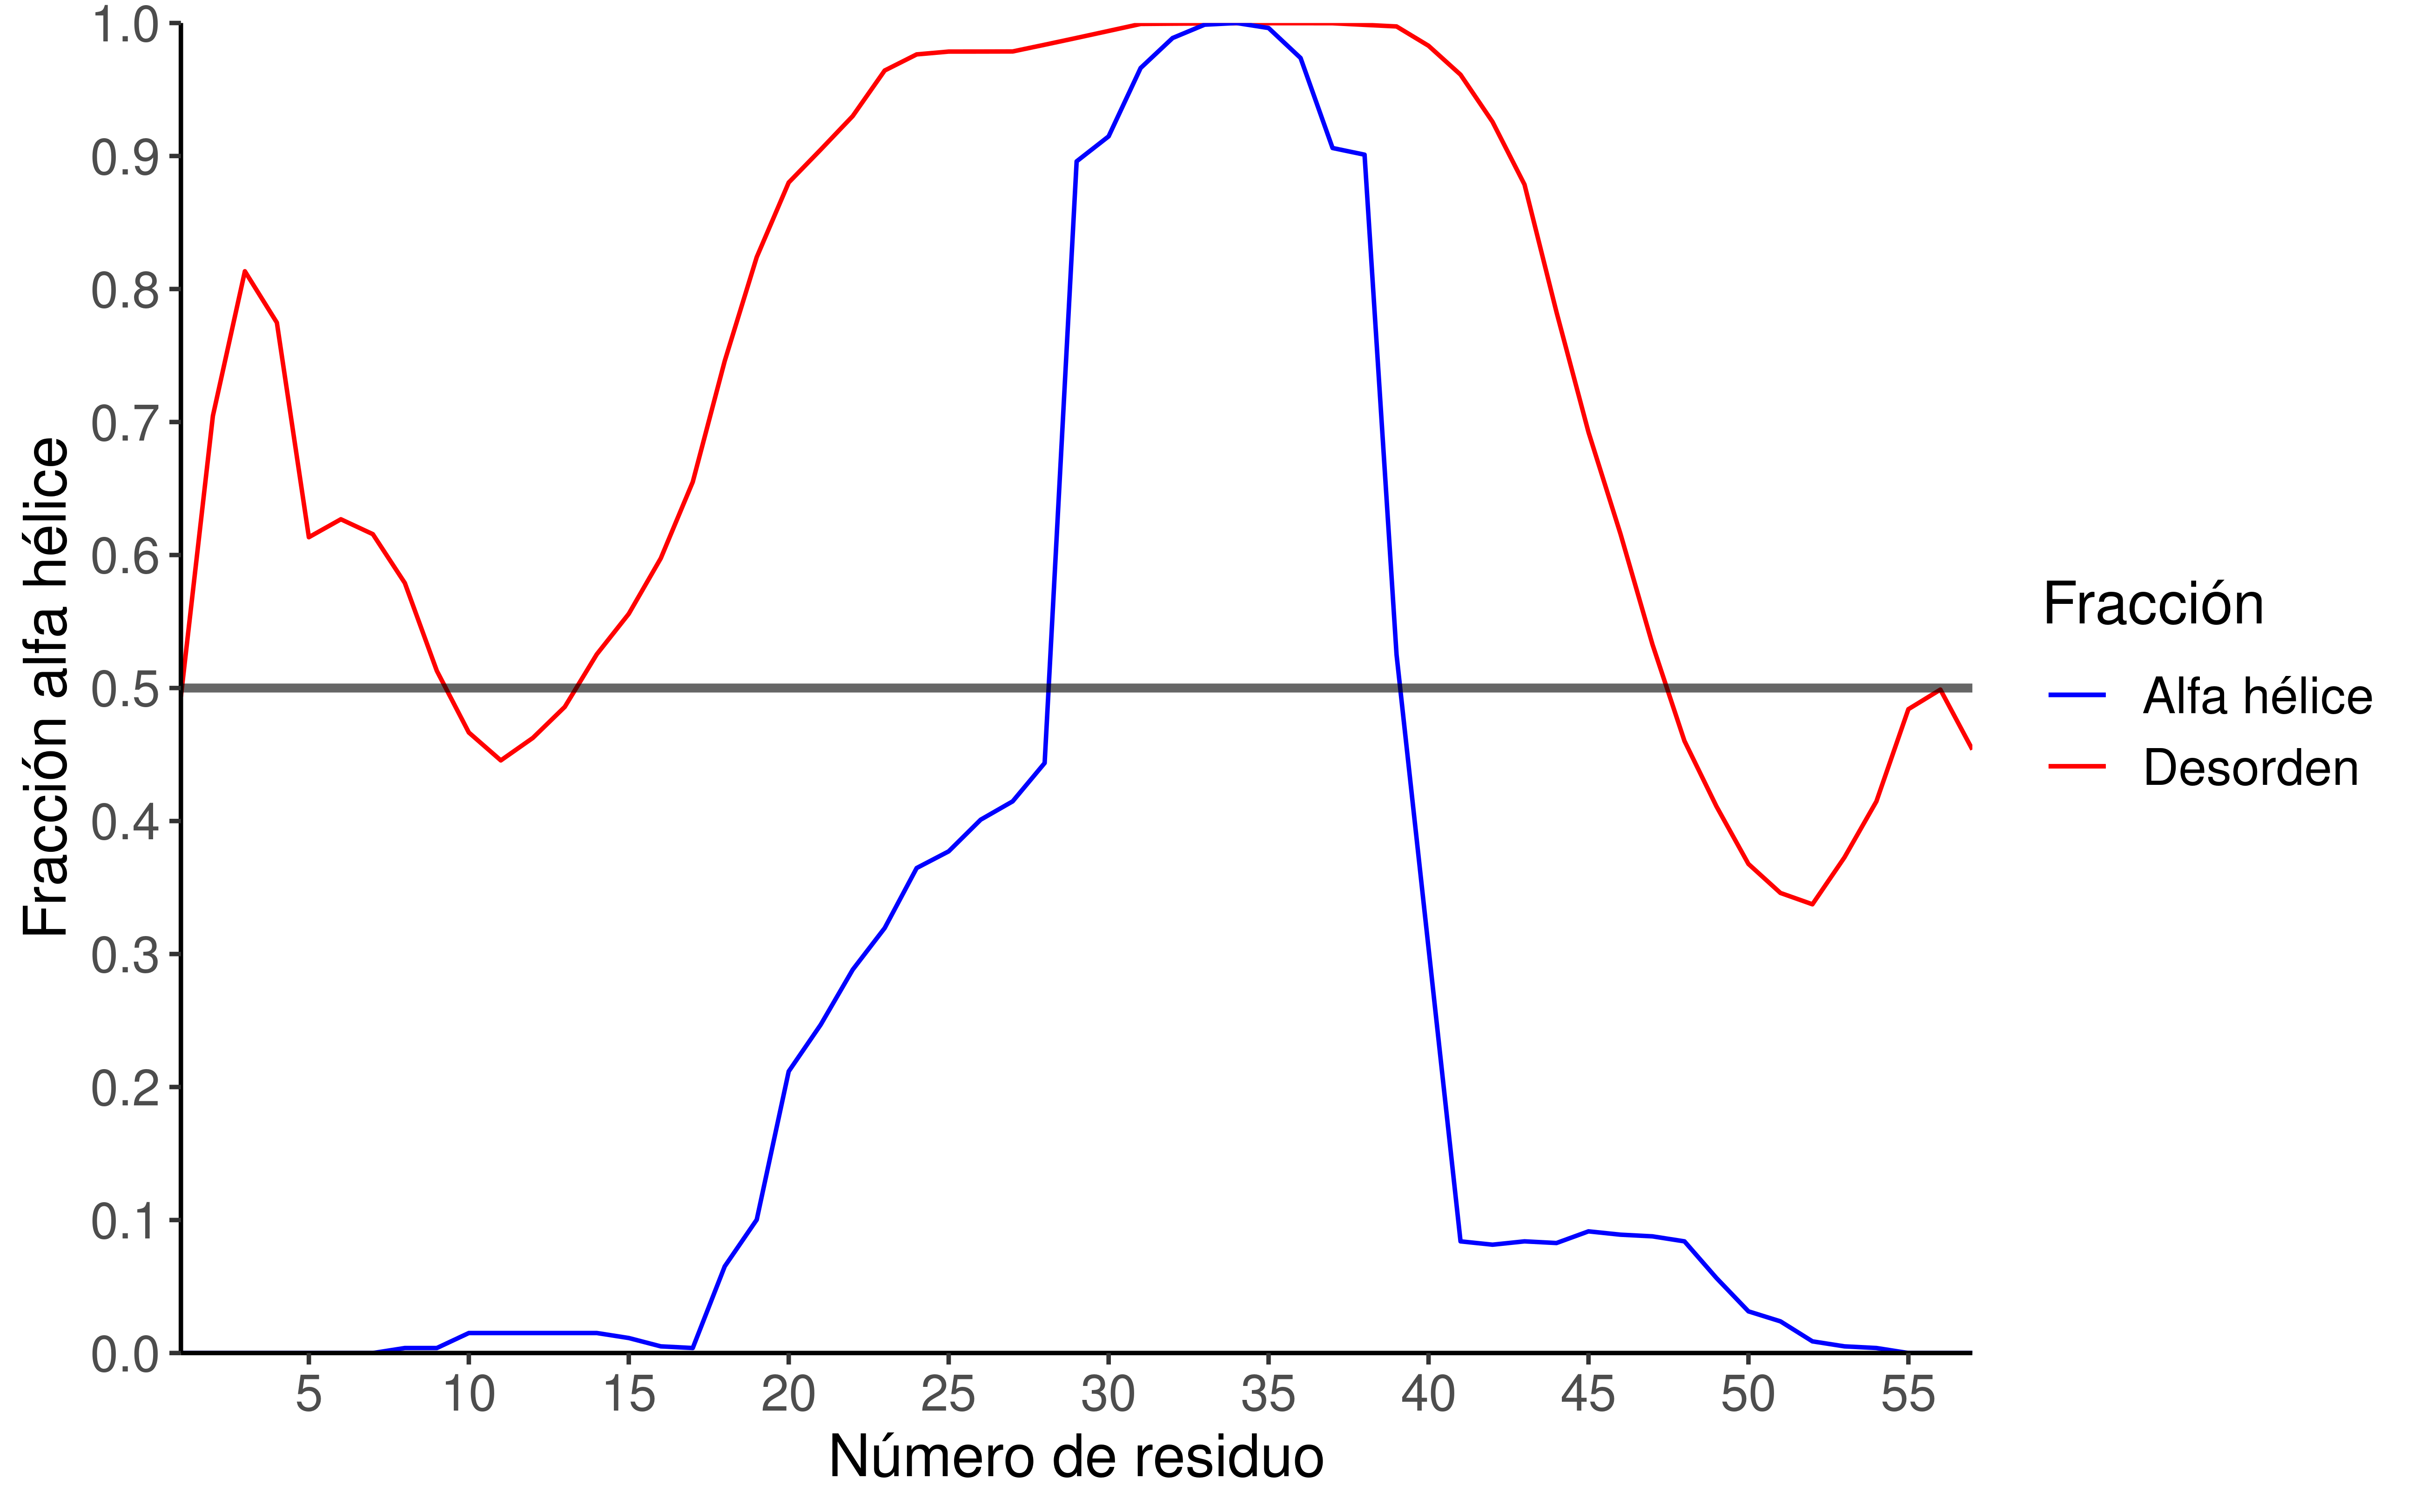 Fracción alfa hélice
1.0
0.9
0.8
0.7
0.6
0.5
0.4
0.3
0.2
0.1
0.0
5 10 15 20 25 30 35 40 45 50 55
Número de residuo
Fracción
Alfa hélice
Desorden